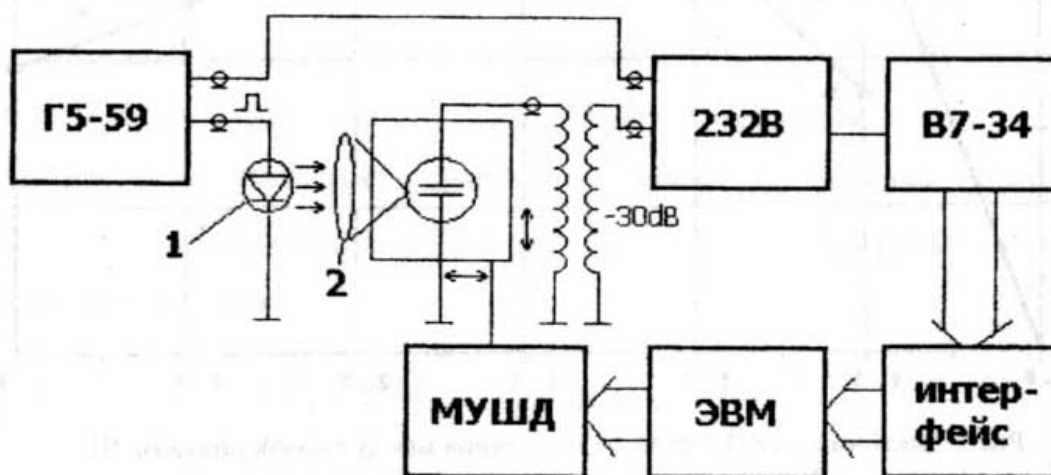 Г5-59
232В
В7-34
-30dB
1
2
МУШД
ЭВМ
интер-
фейс